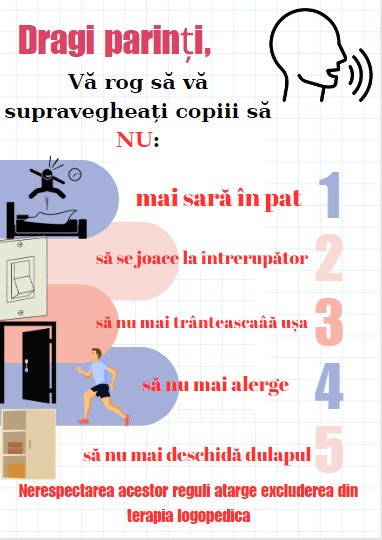 Dragi parinți,
Vă rog să vă
supravegheați copiii să
NU:
mai sară în pat 1
să se joace la întrerupător 2
să nu mai trântească​ââ ușa 3
să nu mai alerge 4
să nu mai deschidă dulapul 5
Nerespectarea acestor reguli atarge excluderea din
terapia logopedica